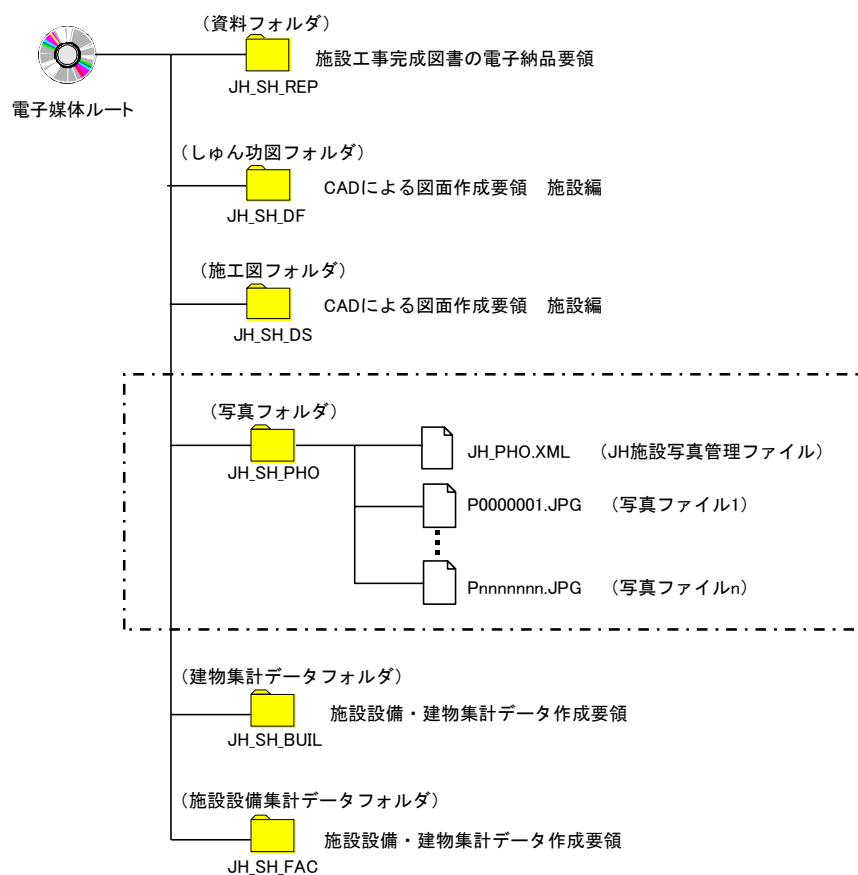 (資料フォルダ)
施設工事完成図書の電子納品要領
JH_SH_REP
電子媒体ルート
(しゅん功図フォルダ)
CADによる図面作成要領　施設編
JH_SH_DF
(施工図フォルダ)
CADによる図面作成要領　施設編
JH_SH_DS
(写真フォルダ)
JH_PHO.XML　(JH施設写真管理ファイル)
JH_SH_PHO
P0000001.JPG　(写真ファイル1)
Pnnnnnnn.JPG　(写真ファイルn)
(建物集計データフォルダ)
施設設備・建物集計データ作成要領
JH_SH_BUIL
(施設設備集計データフォルダ)
施設設備・建物集計データ作成要領
JH_SH_FAC